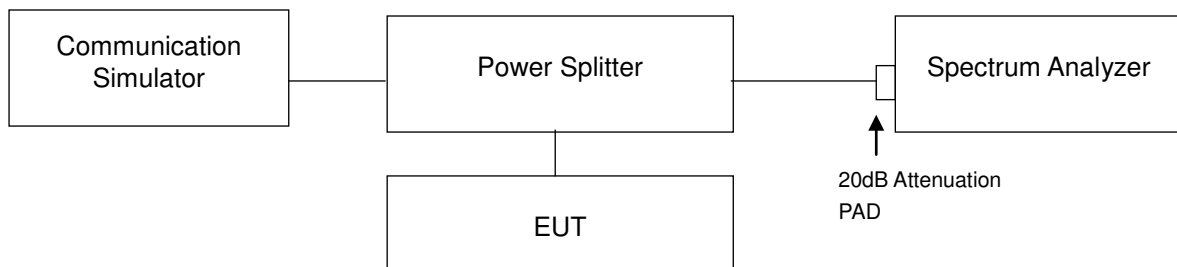 Communication
Simulator
Power Splitter
Spectrum Analyzer
20dB Attenuation
PAD
EUT